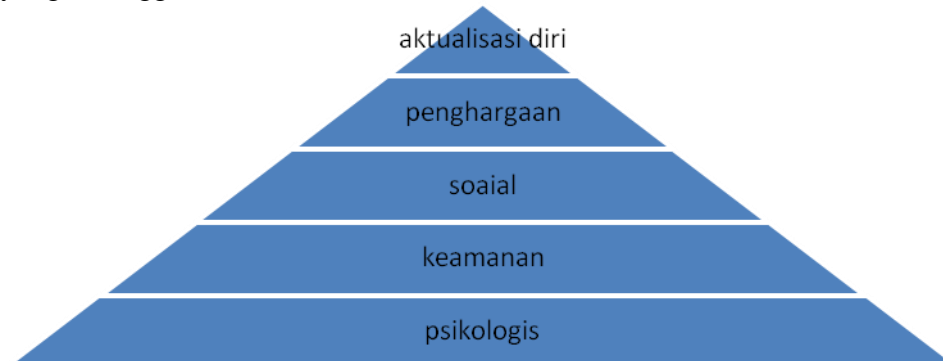 aktualisasi diri
penghargaan
soaial
keamanan
psikologis